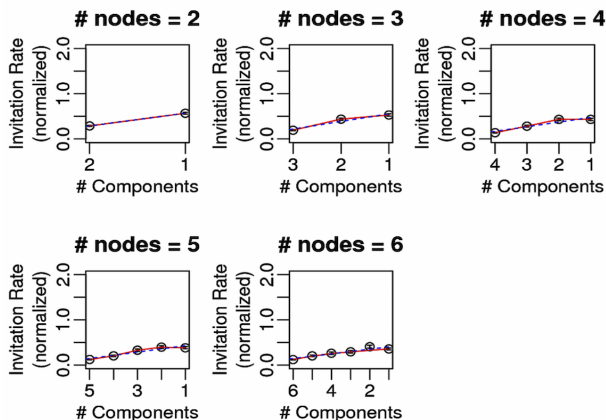 # nodes = 2
Invitation Rate
(normalized)
2.0
1.0
0.0
2 1
# Components
# nodes = 3
Invitation Rate
(normalized)
2.0
1.0
0.0
3 2 1
# Components
# nodes = 4
Invitation Rate
(normalized)
2.0
1.0
0.0
4 3 2 1
# Components
# nodes = 5
Invitation Rate
(normalized)
2.0
1.0
0.0
5 3 1
# Components
# nodes = 6
Invitation Rate
(normalized)
2.0
1.0
0.0
6 4 2
# Components